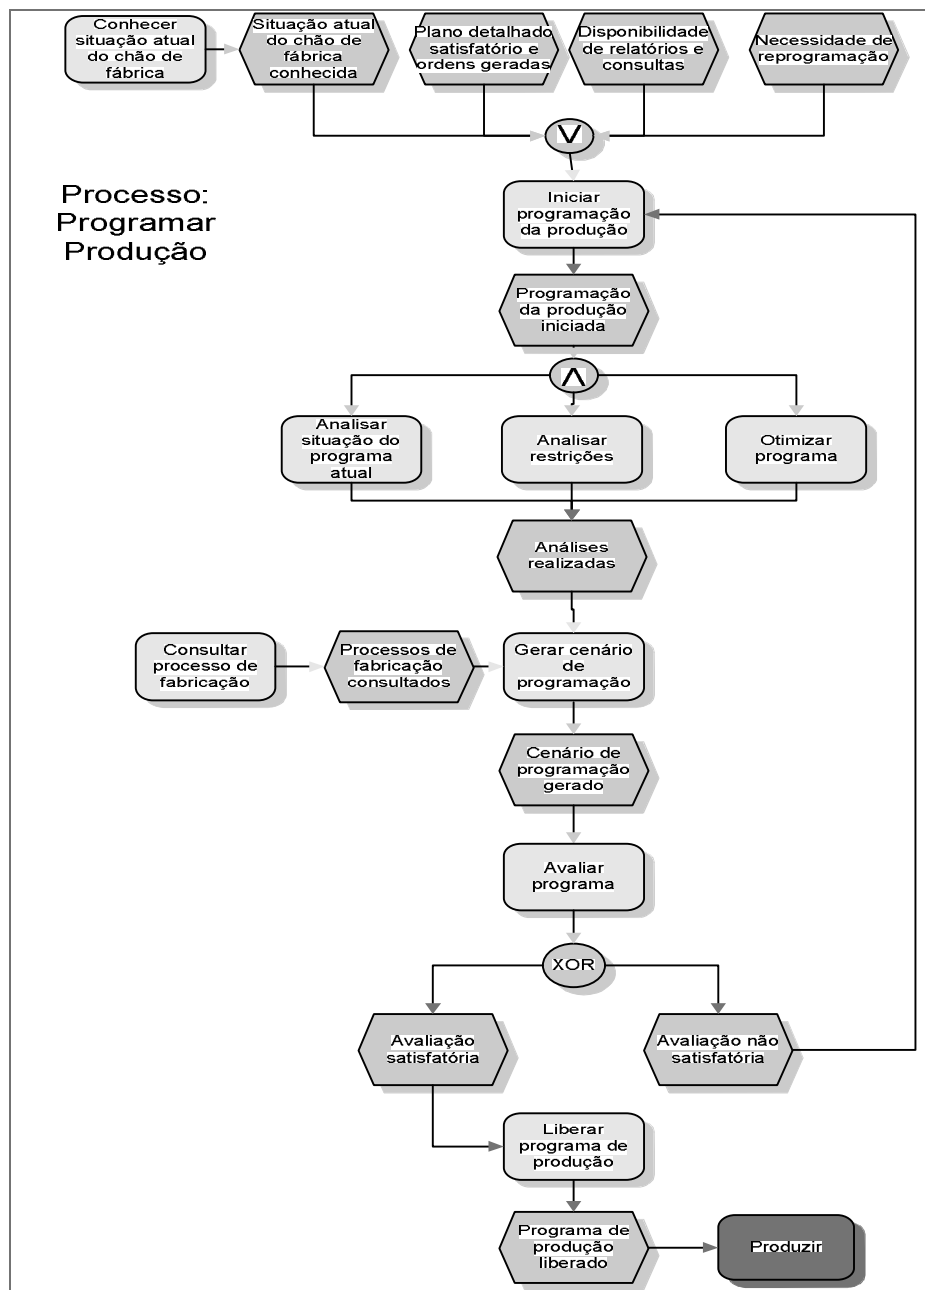 Conhecer
situação atual
do chão de
fábrica
Situação atual
do chão de
fábrica
conhecida
Plano detalhado
satisfatório e
ordens geradas
Disponibilidade
de relatórios e
consultas
Necessidade de
reprogramação
V
Processo:
Programar
Produção
Iniciar
programação
da produção
Programação
da produção
iniciada
Λ
Analisar
situação do
programa
atual
Analisar
restrições
Otimizar
programa
Análises
realizadas
Consultar
processo de
fabricação
Processos de
fabricação
consultados
Gerar cenário
de
programação
Cenário de
programação
gerado
Avaliar
programa
XOR
Avaliação
satisfatória
Avaliação não
satisfatória
Liberar
programa de
produção
Programa de
produção
liberado
Produzir